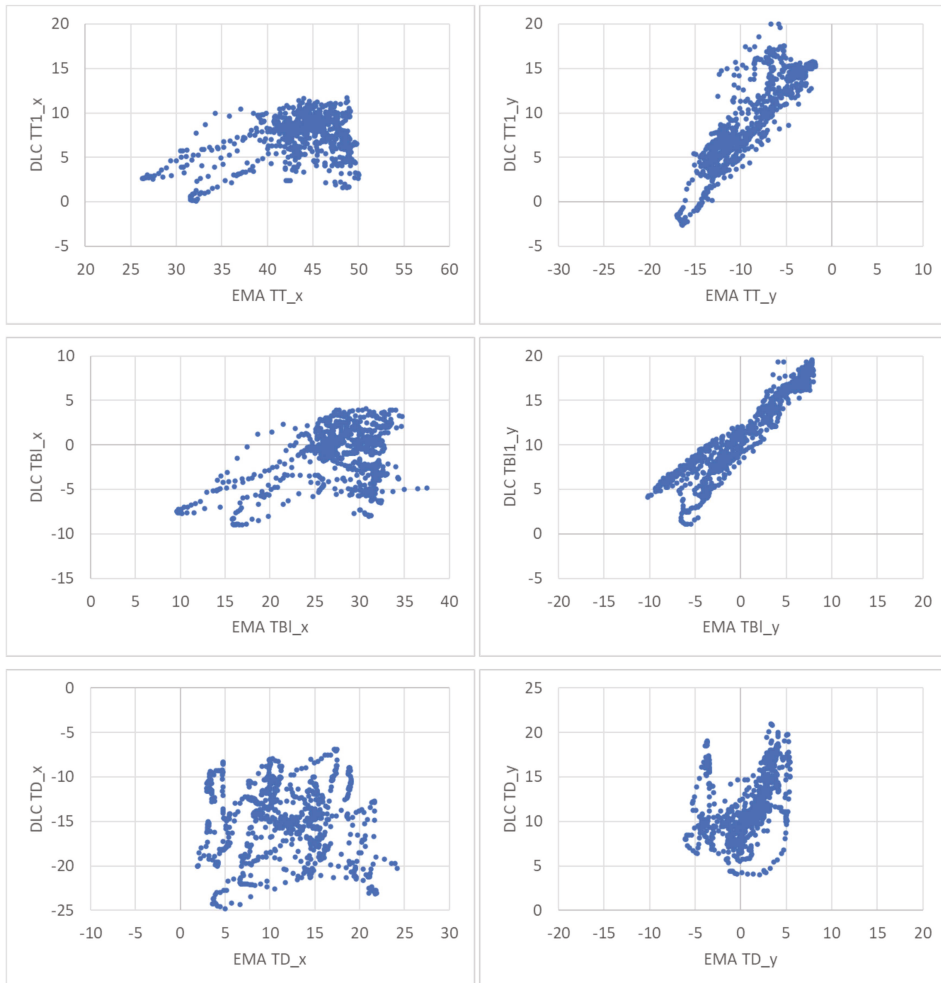 20
15
10
5
0
-5
20 25 30 35 40 45 50 55 60
DLC TT1_x
EMA TT_x
20
15
10
5
0
-5
-30 -25 -20 -15 -10 -5 0 5 10
DLC TT1_y
EMA TT_y
10
5
0
-5
-10
-15
0 5 10 15 20 25 30 35 40
DLC TBl_x
EMA TBl_x
20
15
10
5
0
-5
-20 -15 -10 -5 0 5 10 15 20
DLC TBl1_y
EMA TBl_y
0
-5
-10
-15
-20
-25
-10 -5 0 5 10 15 20 25 30
DLC TD_x
EMA TD_x
25
20
15
10
5
0
-20 -15 -10 -5 0 5 10 15 20
DLC TD_y
EMA TD_y